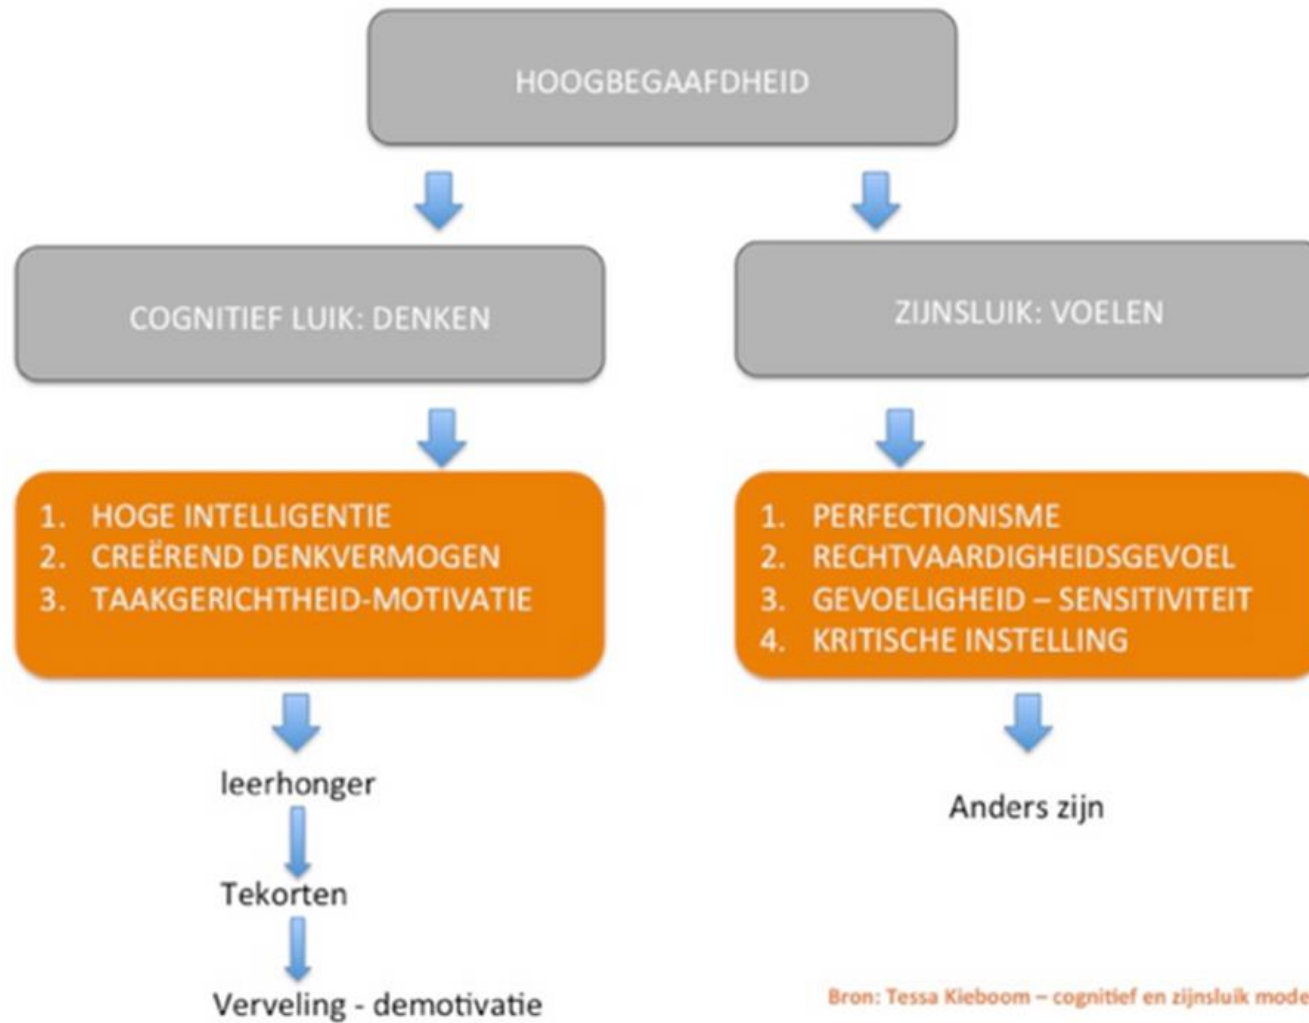 HOOGBEGAAFDHEID
COGNITIEF LUIK: DENKEN
ZIJNSLUIK: VOELEN
1. HOGE INTELLIGENTIE
2. CREËREND DENKVERMOGEN
3. TAAKGERICHTHEID-MOTIVATIE
1. PERFECTIONISME
2. RECHTVAARDIGHEIDSGEVOEL
3. GEVOELIGHEID – SENSITIVITEIT
4. KRITISCHE INSTELLING
leerhonger
Tekorten
Verveling - demotivatie
Anders zijn
Bron: Tessa Kieboom – cognitief en zijnsluik mode